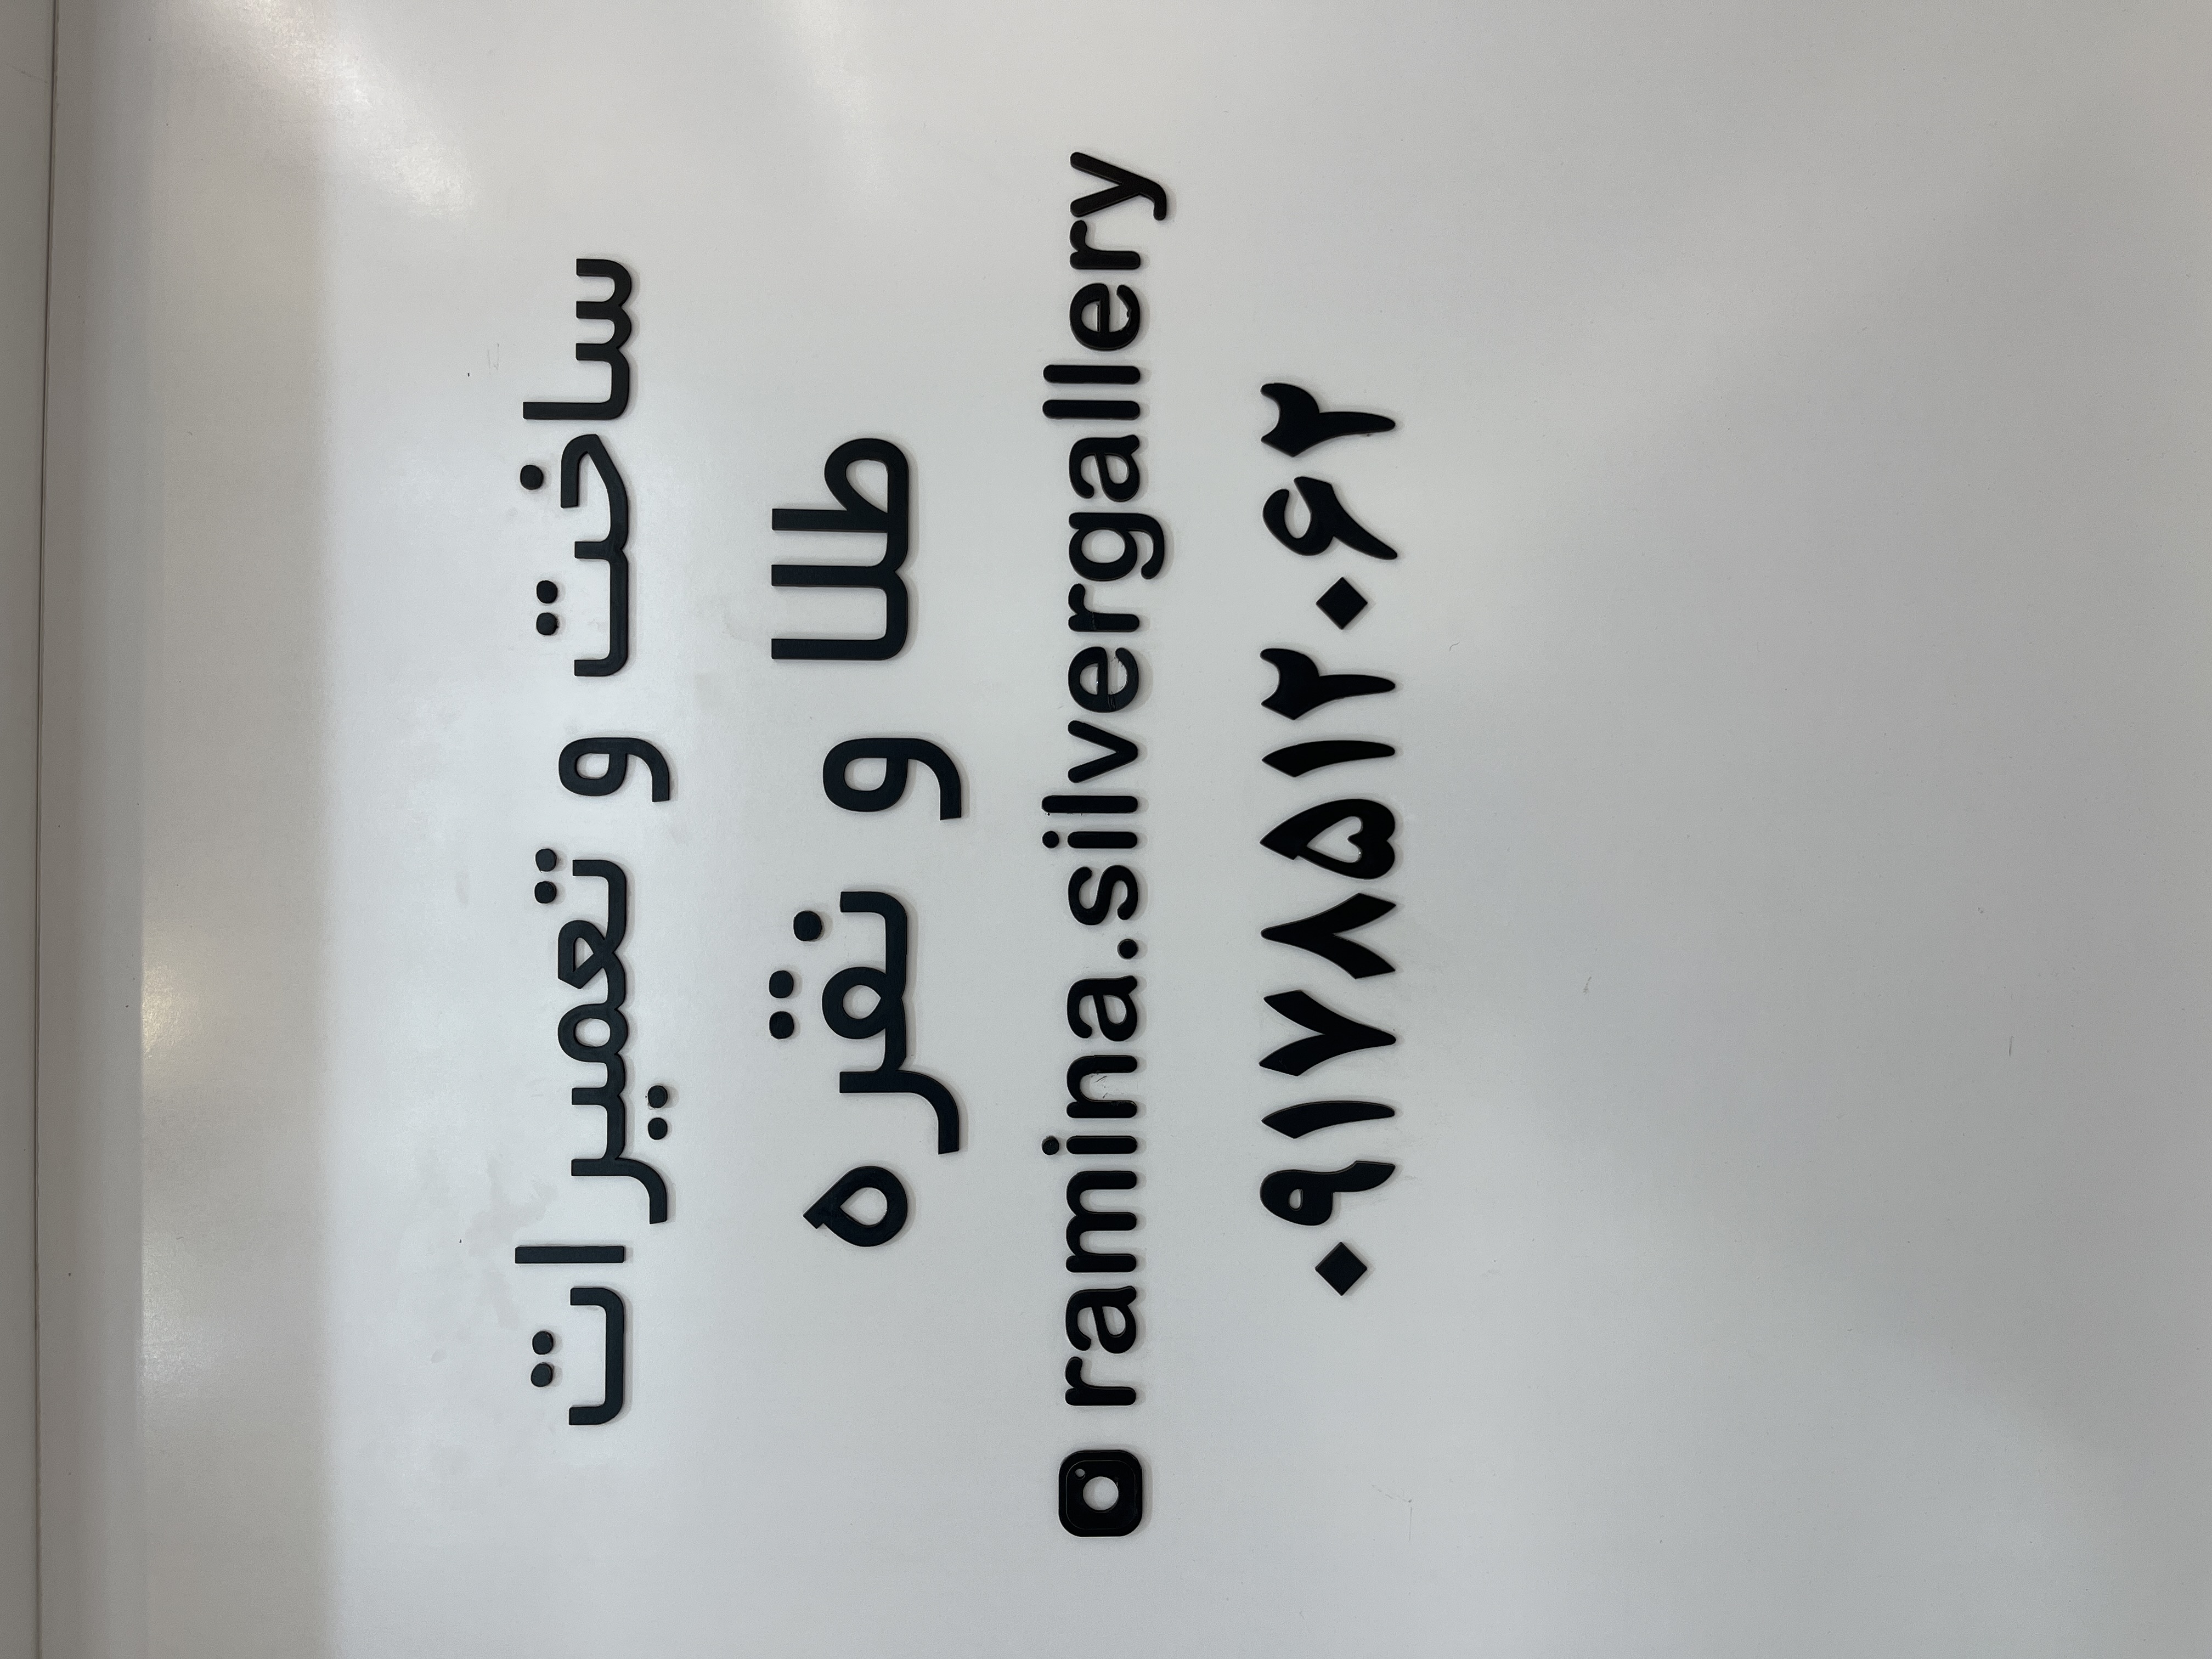 ساخت و تعمیرات
طلا و نقره
ramina.silvergallery
۰۹۱۷۸۵۱۲۰۶۲